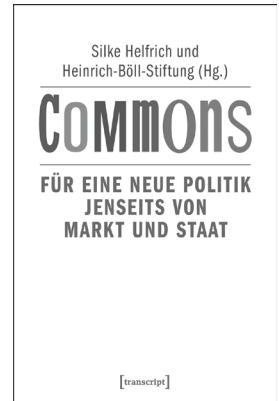 Silke Helfrich und
Heinrich-Böll-Stiftung (Hg.)
Commons
FÜR EINE NEUE POLITIK
JENSEITS VON
MARKT UND STAAT
[transcript]